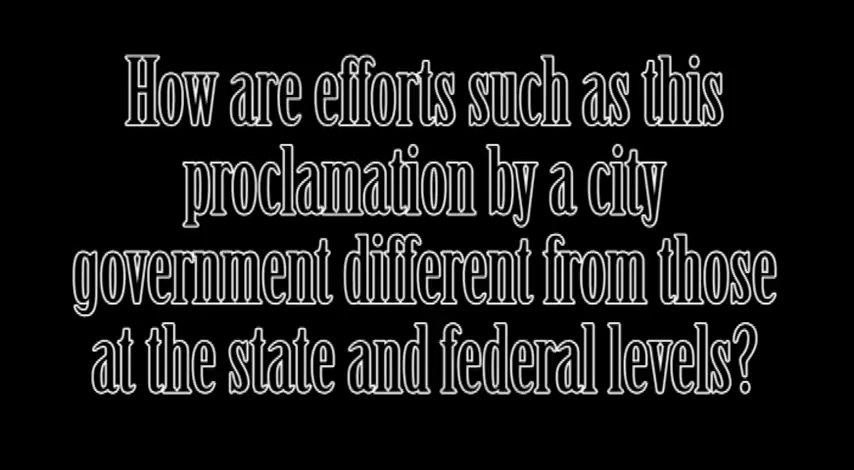 How are efforts such as this
proclamation by a city
government different from those
at the state and federal levels?